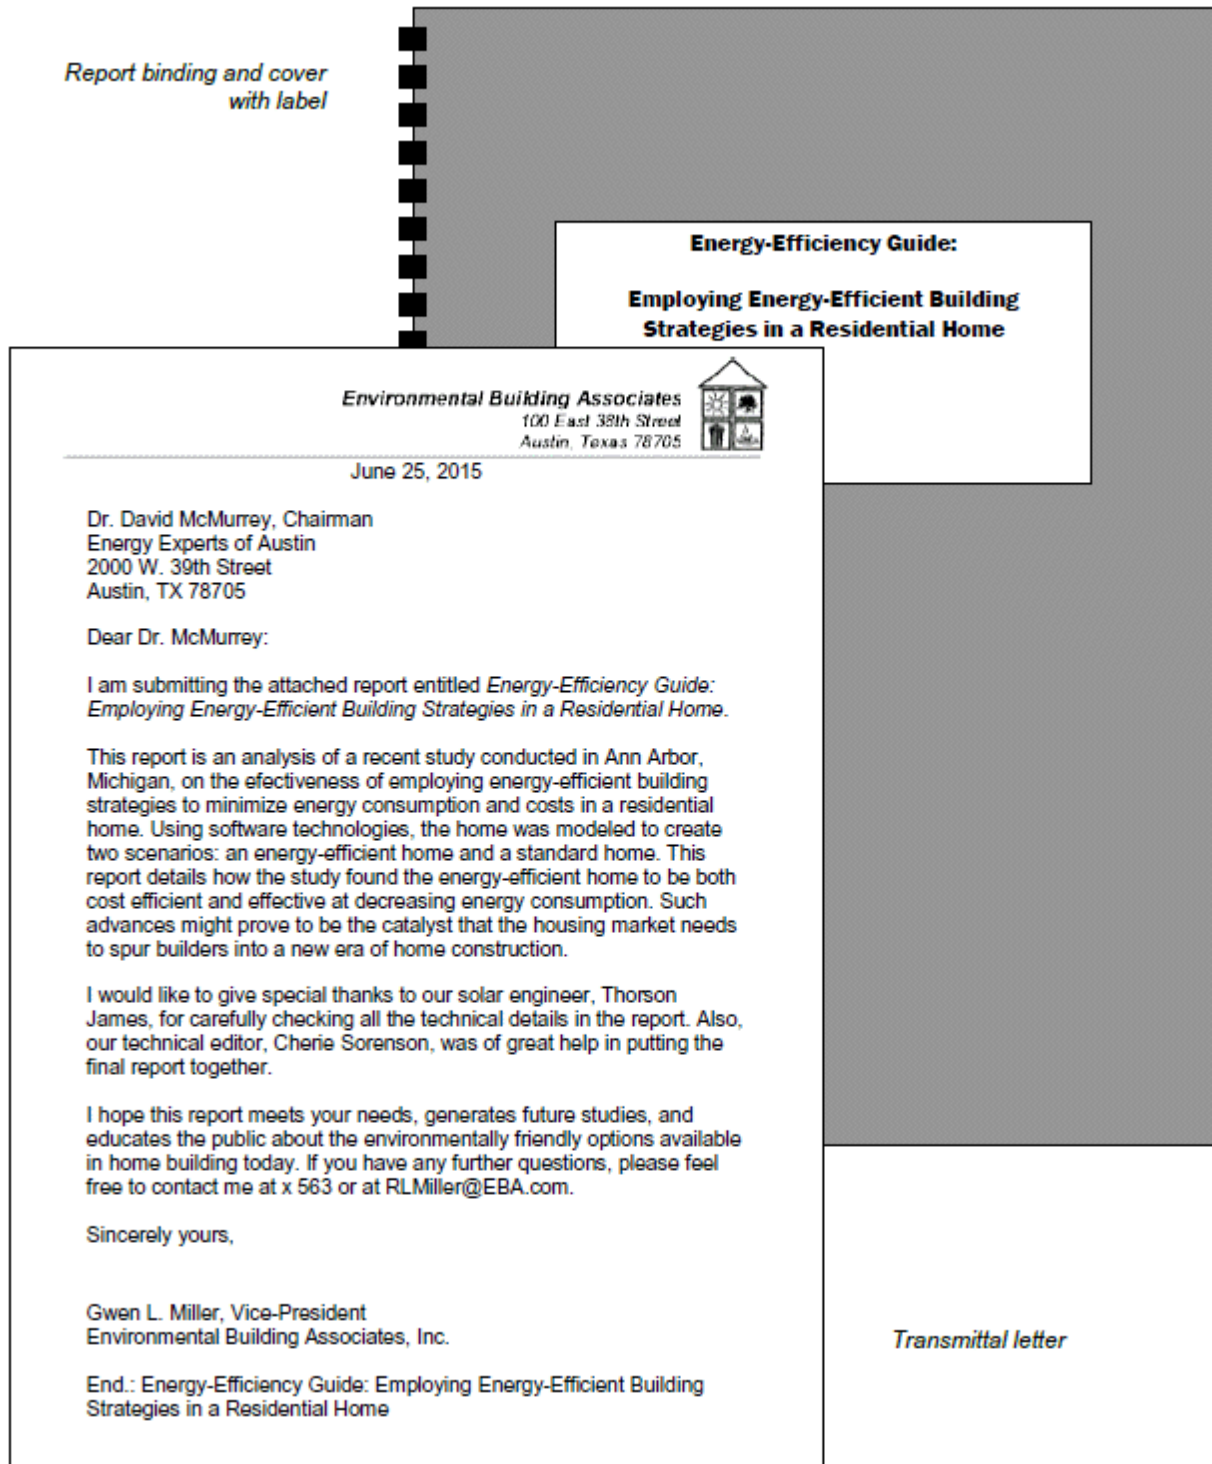 Report binding and cover
with label
Energy-Efficiency Guide:
Employing Energy-Efficient Building
Strategies in a Residential Home
Environmental Building Associates
100 East 38th Street
Austin, Texas 78705
June 25, 2015
Dr. David McMurrey, Chairman
Energy Experts of Austin
2000 W. 39th Street
Austin, TX 78705
Dear Dr. McMurrey:
I am submitting the attached report entitled Energy-Efficiency Guide:
Employing Energy-Efficient Building Strategies in a Residential Home.
This report is an analysis of a recent study conducted in Ann Arbor,
Michigan, on the efectiveness of employing energy-efficient building
strategies to minimize energy consumption and costs in a residential
home. Using software technologies, the home was modeled to create
two scenarios: an energy-efficient home and a standard home. This
report details how the study found the energy-efficient home to be both
cost efficient and effective at decreasing energy consumption. Such
advances might prove to be the catalyst that the housing market needs
to spur builders into a new era of home construction.
I would like to give special thanks to our solar engineer, Thorson
James, for carefully checking all the technical details in the report. Also,
our technical editor, Cherie Sorenson, was of great help in putting the
final report together.
I hope this report meets your needs, generates future studies, and
educates the public about the environmentally friendly options available
in home building today. If you have any further questions, please feel
free to contact me at x 563 or at RLMiller@EBA.com.
Sincerely yours,
Gwen L. Miller, Vice-President
Environmental Building Associates, Inc.
End.: Energy-Efficiency Guide: Employing Energy-Efficient Building
Strategies in a Residential Home
Transmittal letter